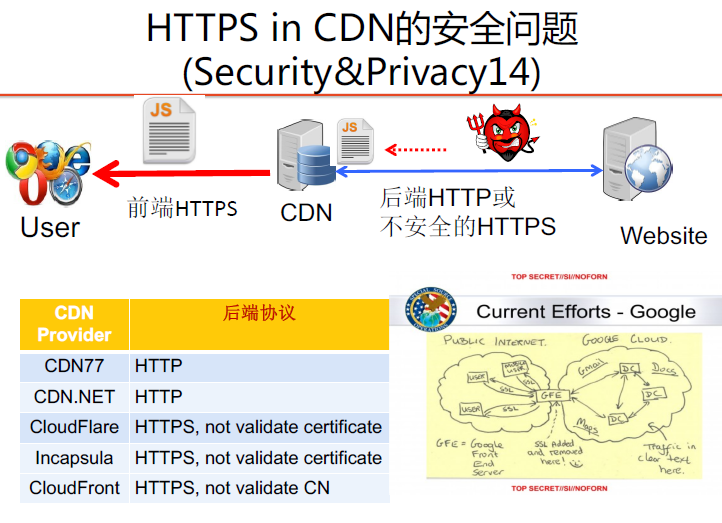 HTTPS in CDN的安全问题
(Security&Privacy14)
JS
JS
前端HTTPS
后端HTTP或
不安全的HTTPS
User
CDN
Website
CDN Provider
后端协议
CDN77
HTTP
CDN.NET
HTTP
CloudFlare
HTTPS, not validate certificate
Incapsula
HTTPS, not validate certificate
CloudFront
HTTPS, not validate CN
TOP SECRET//SI//NOFORN
SPECIAL SOURCE
OPERATIONS
Current Efforts - Google
PUBLIC INTERNET.
GOOGLE CLOUD.
USER
USER
SSL
SSL
USER
SSL
GFE
Gmail
DC
Docs
DC
DC
Maps
GFE = Google
Front
End
Server
SSL Added
and removed
here!
Traffic in
clear text
here.
TOP SECRET//SI//NOFORN